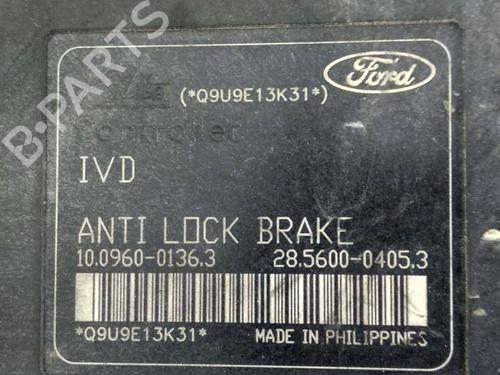 B-PARTS
Ford
(*Q9U9E13K31*)
Controller
IVD
ANTI LOCK BRAKE
10.0960-0136.3 28.5600-0405.3
*Q9U9E13K31* MADE IN PHILIPPINES